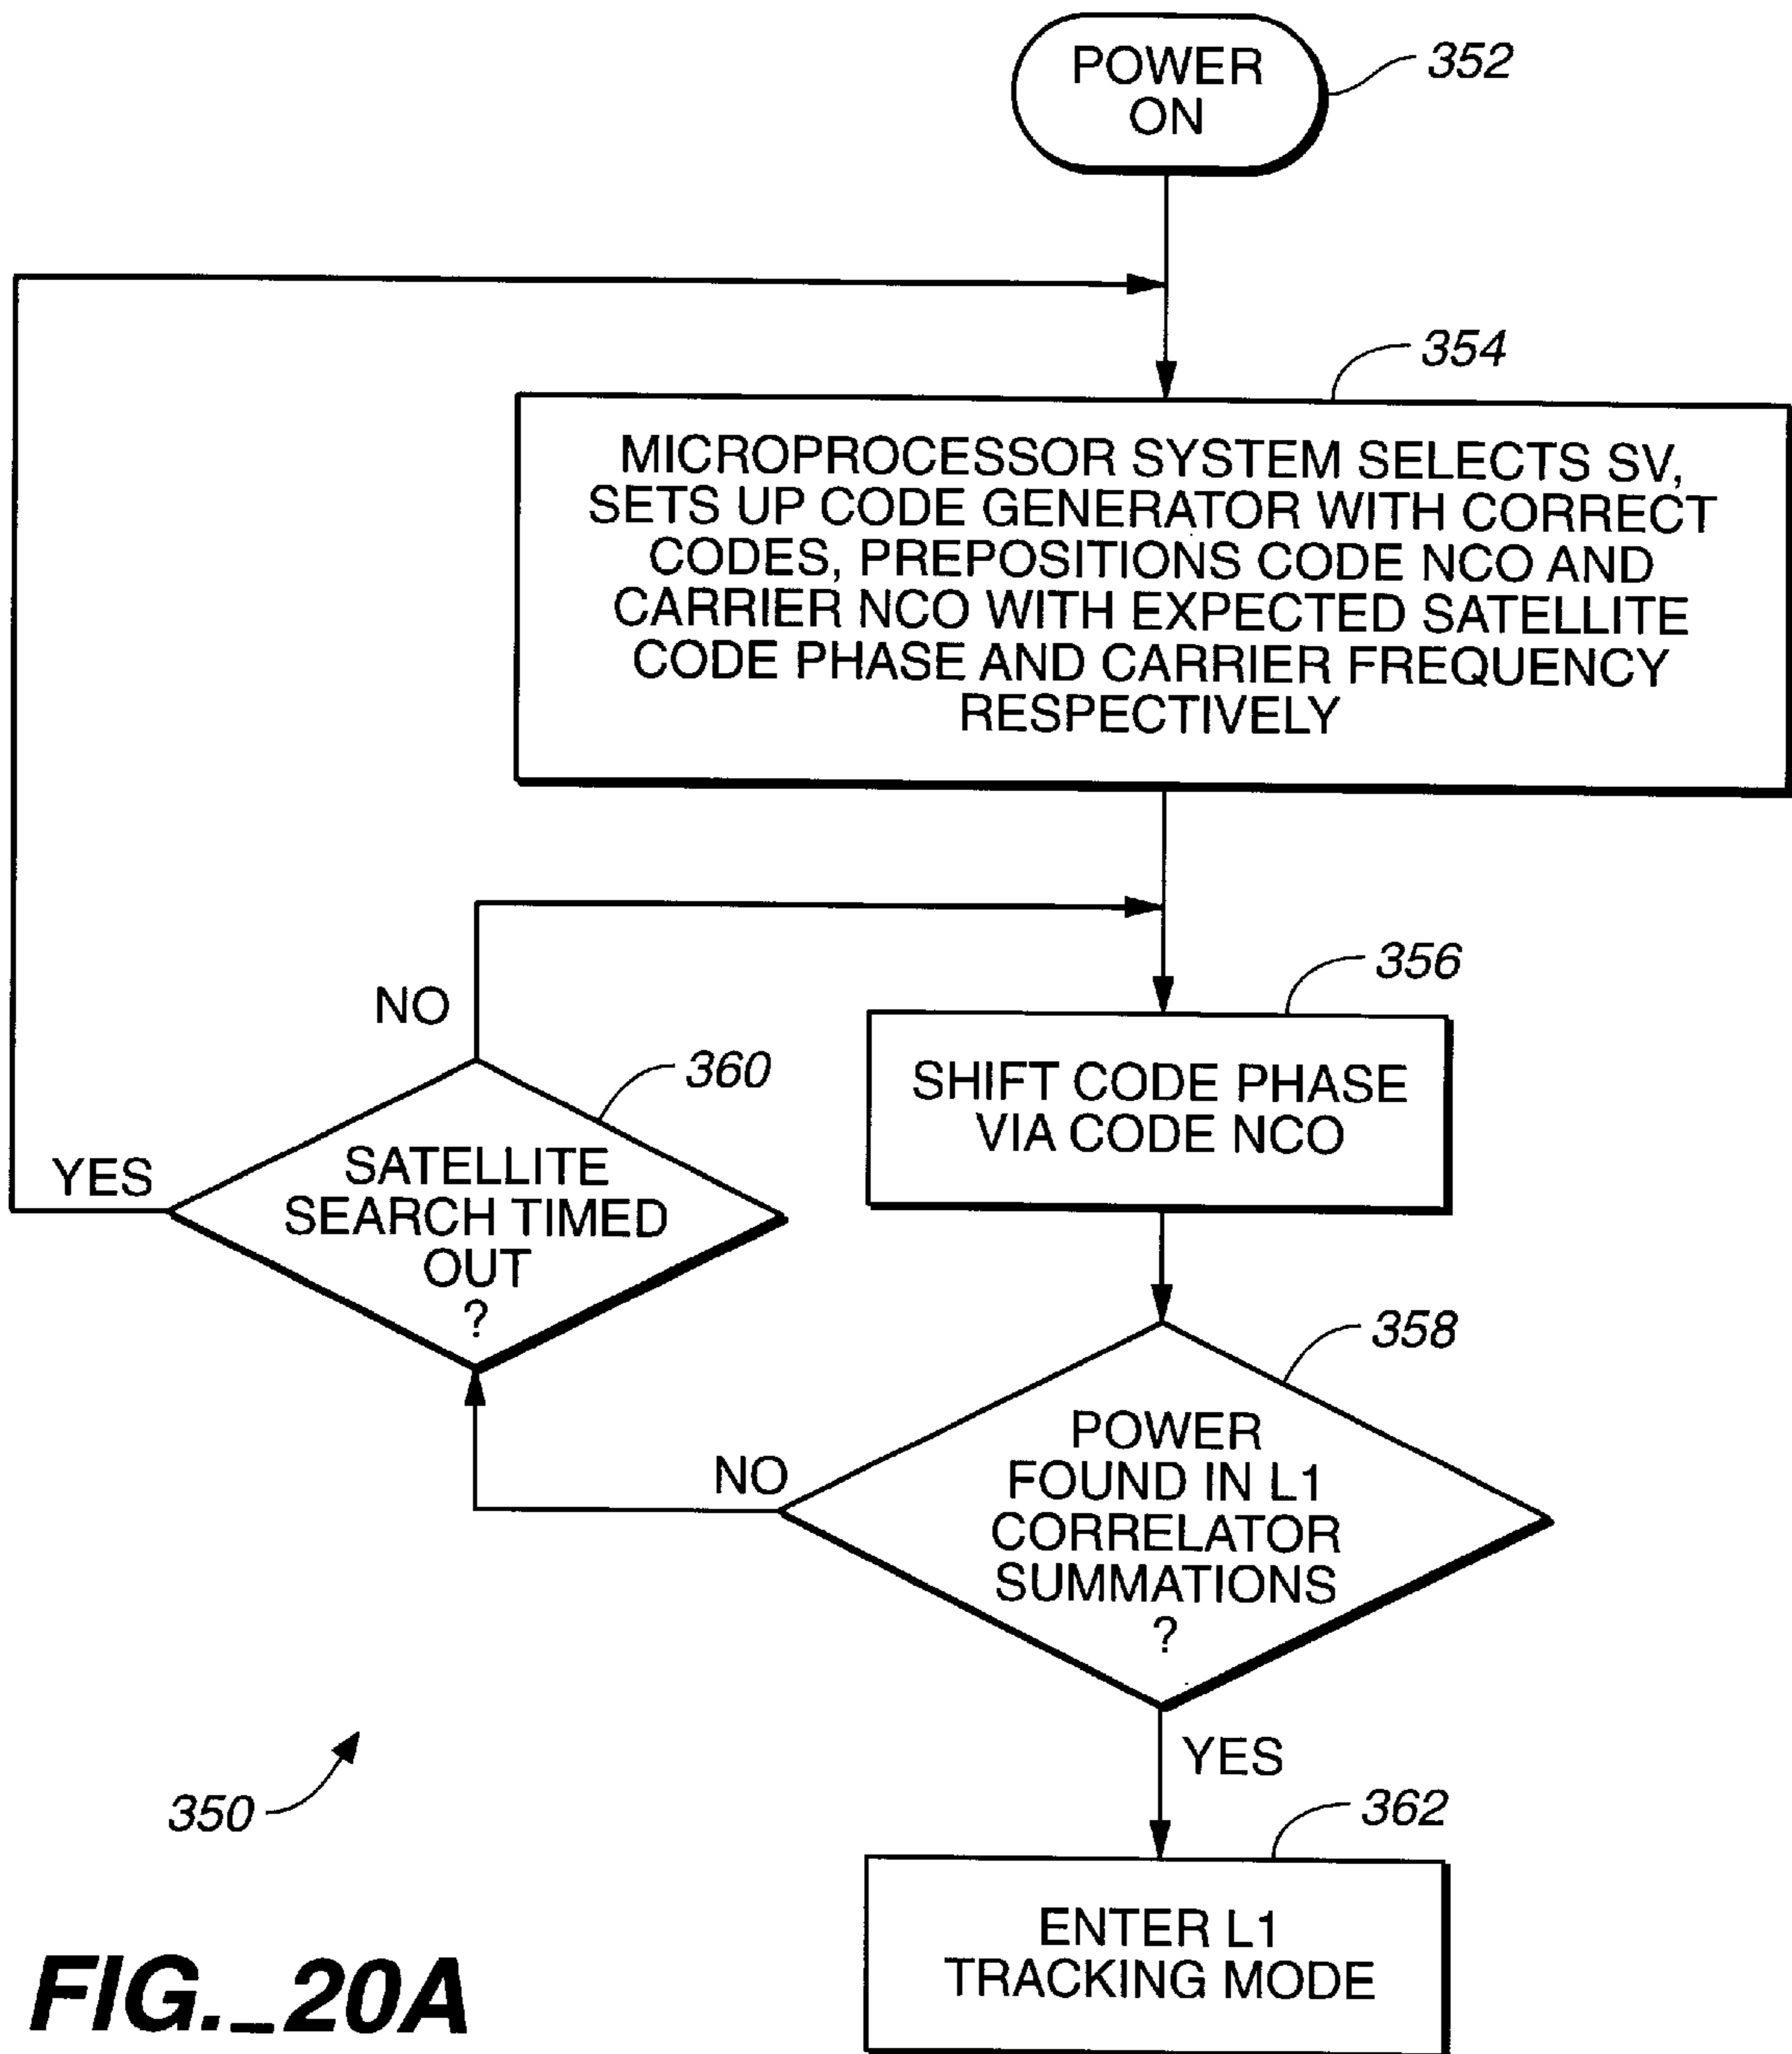 POWER
ON
352
354
MICROPROCESSOR SYSTEM SELECTS SV,
SETS UP CODE GENERATOR WITH CORRECT
CODES, PREPOSITIONS CODE NCO AND
CARRIER NCO WITH EXPECTED SATELLITE
CODE PHASE AND CARRIER FREQUENCY
RESPECTIVELY
356
SHIFT CODE PHASE
VIA CODE NCO
NO
360
YES
SATELLITE
SEARCH TIMED
OUT
?
358
NO
POWER
FOUND IN L1
CORRELATOR
SUMMATIONS
?
YES
350
362
ENTER L1
TRACKING MODE
FIG._20A